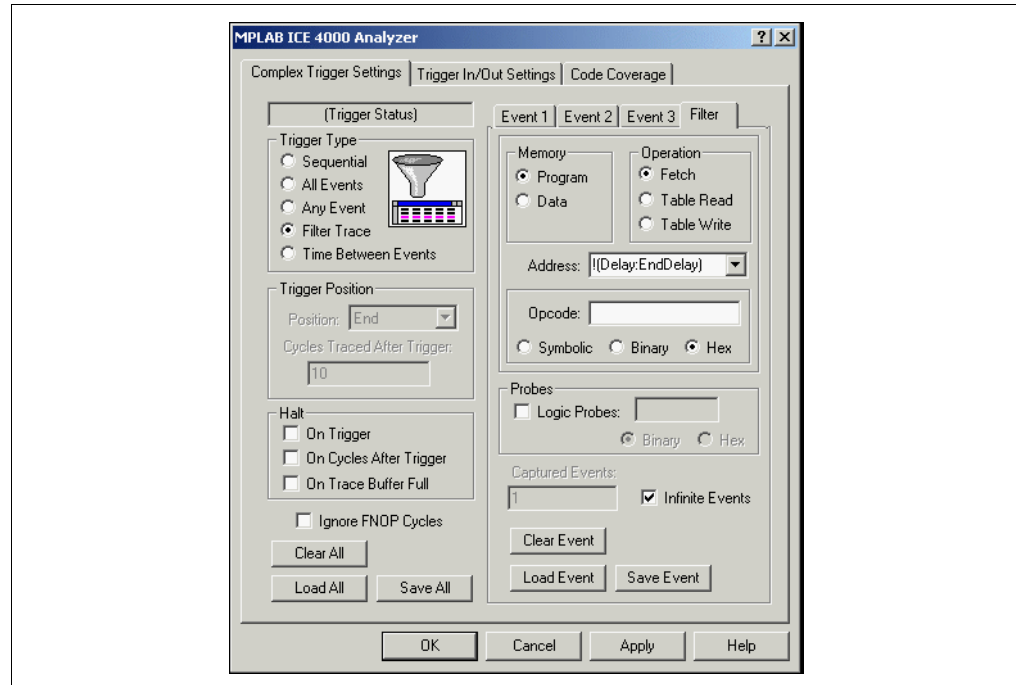 MPLAB ICE 4000 Analyzer
Complex Trigger Settings
Trigger In/Out Settings
Code Coverage
(Trigger Status)
Trigger Type
Sequential
All Events
Any Event
Filter Trace
Time Between Events
Trigger Position
Position: End
Cycles Traced After Trigger:
10
Halt
On Trigger
On Cycles After Trigger
On Trace Buffer Full
Ignore FNOP Cycles
Clear All
Load All
Save All
Event 1
Event 2
Event 3
Filter
Memory
Program
Data
Operation
Fetch
Table Read
Table Write
Address: !(Delay:EndDelay)
Opcode:
Symbolic
Binary
Hex
Probes
Logic Probes:
Binary
Hex
Captured Events:
1
Infinite Events
Clear Event
Load Event
Save Event
OK
Cancel
Apply
Help